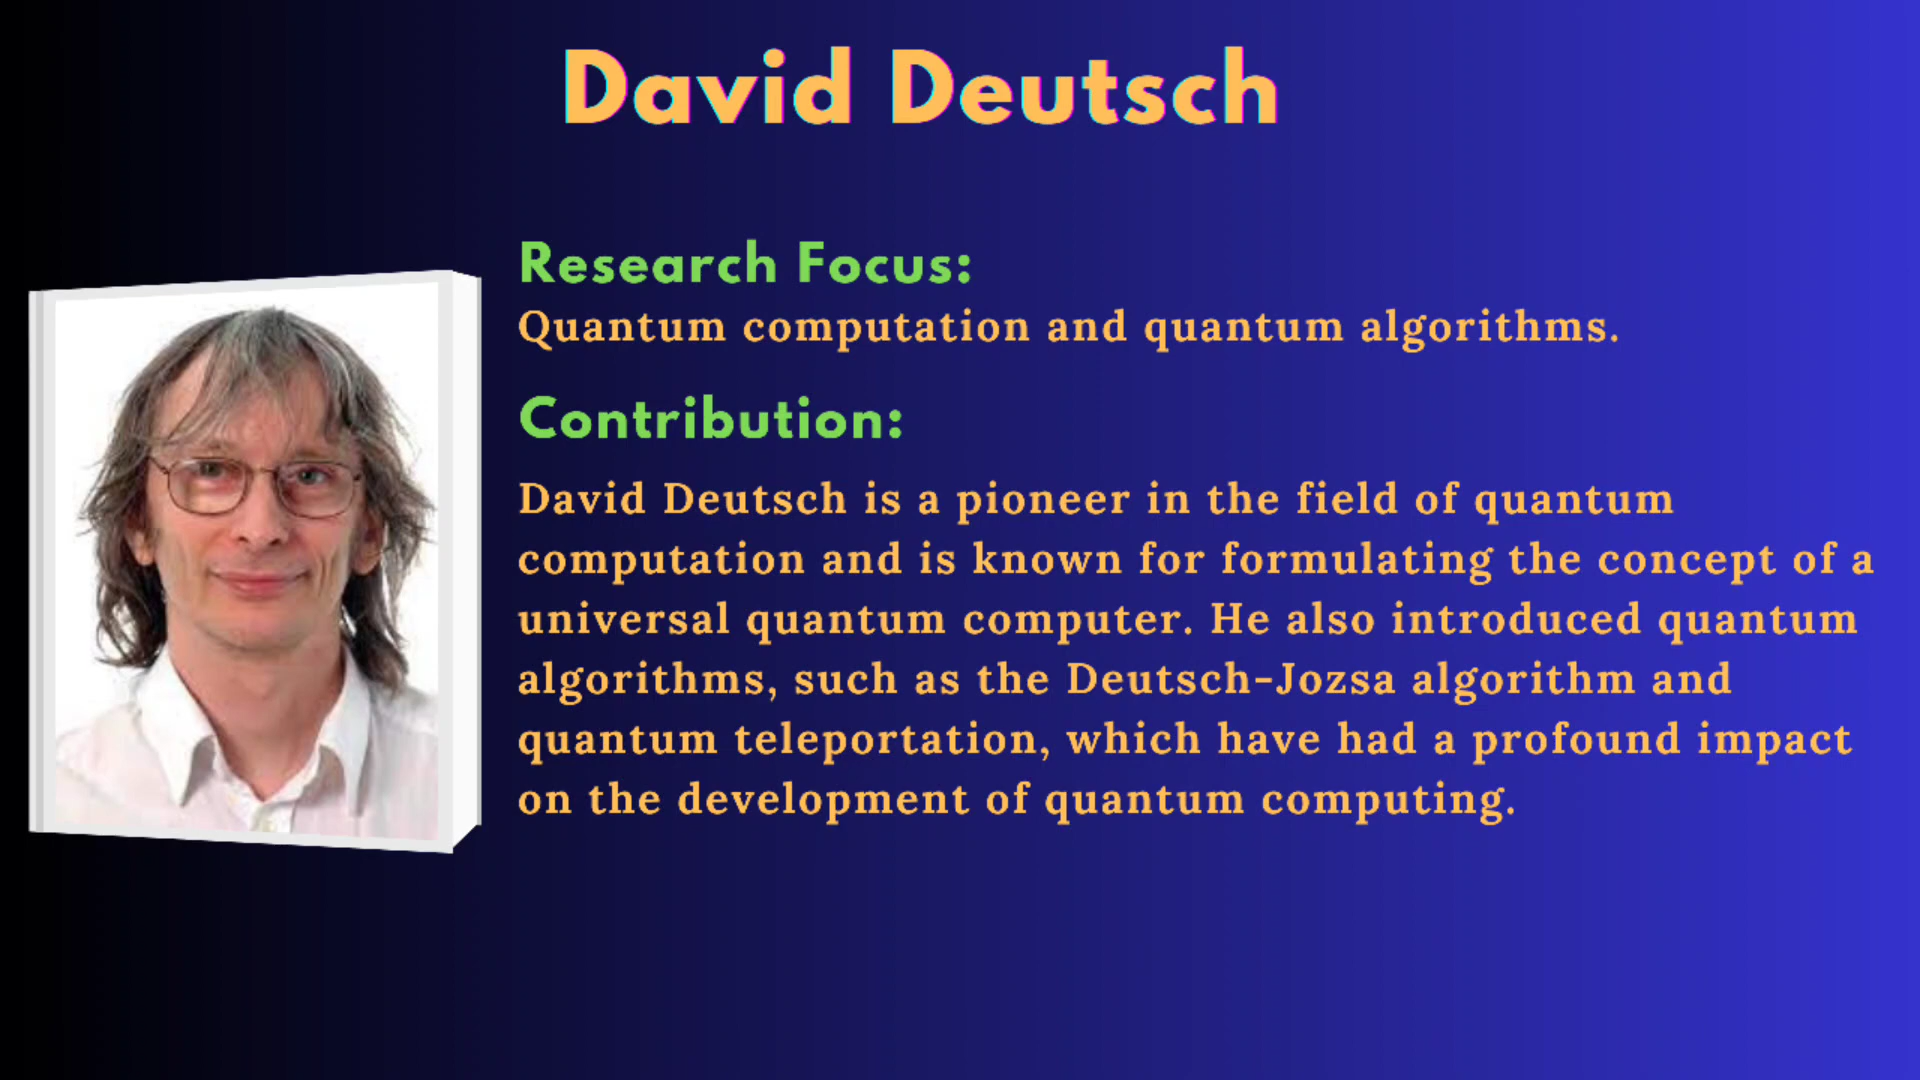 David Deutsch
Research Focus:
Quantum computation and quantum algorithms.
Contribution:
David Deutsch is a pioneer in the field of quantum
computation and is known for formulating the concept of a
universal quantum computer. He also introduced quantum
algorithms, such as the Deutsch-Jozsa algorithm and
quantum teleportation, which have had a profound impact
on the development of quantum computing.